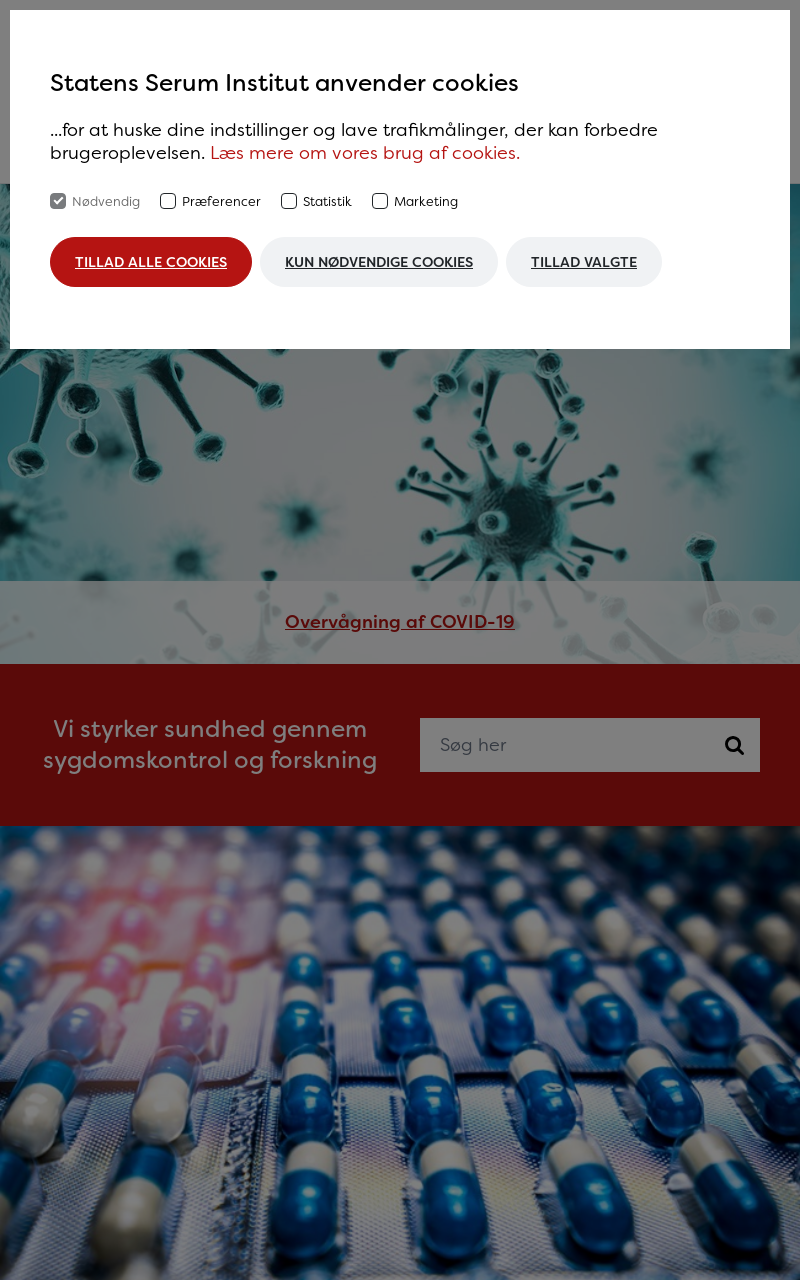 Statens Serum Institut anvender cookies
...for at huske dine indstillinger og lave trafikmålinger, der kan forbedre
brugeroplevelsen. Læs mere om vores brug af cookies.
Nødvendig Præferencer Statistik Marketing
TILLAD ALLE COOKIES KUN NØDVENDIGE COOKIES TILLAD VALGTE
Overvågning af COVID-19
Vi styrker sundhed gennem
sygdomskontrol og forskning
Søg her